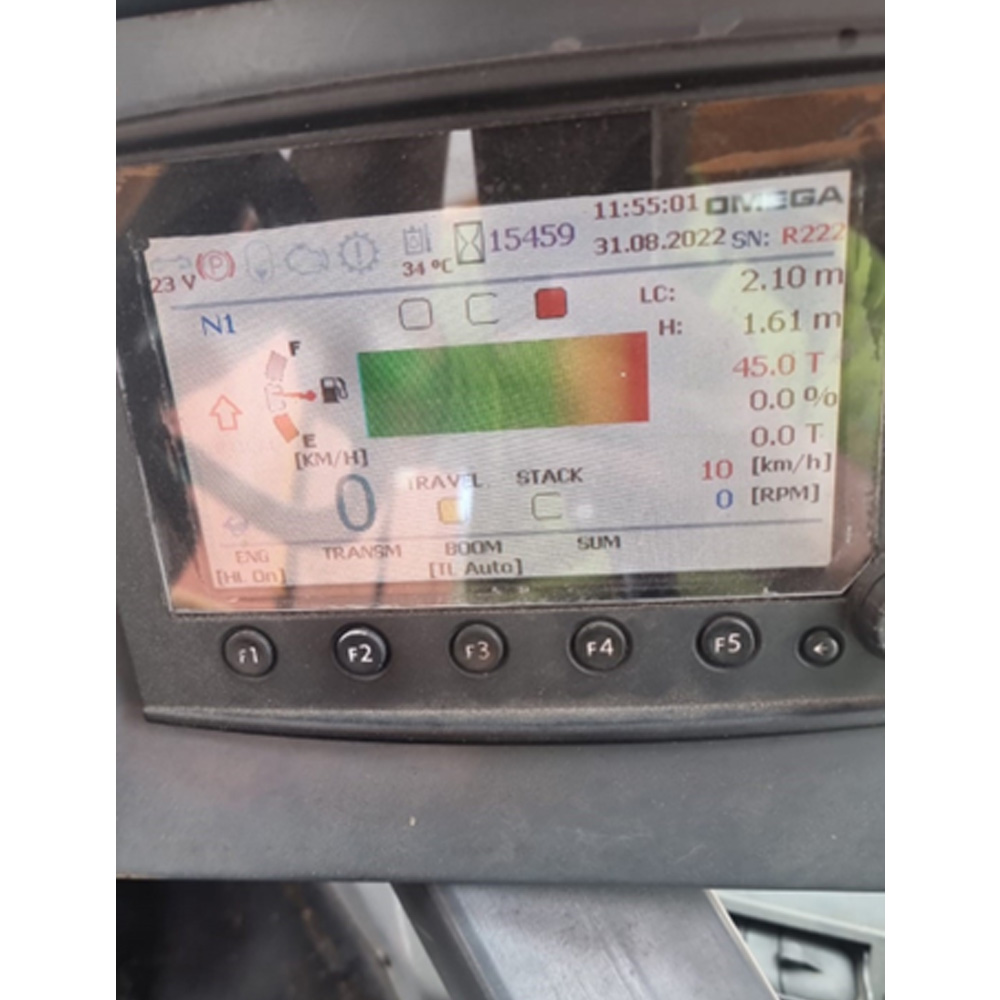 11:55:01 OMEGA
23 V P 34 °C 15459 31.08.2022 SN: R222
N1
LC: 2.10 m
H: 1.61 m
F
45.0 T
0.0 %
E
0.0 T
[KM/H]
0
TRAVEL STACK
10 [km/h]
0 [RPM]
ENG TRANSM BOOM SUM
[HL On] [TL Auto]
F1 F2 F3 F4 F5